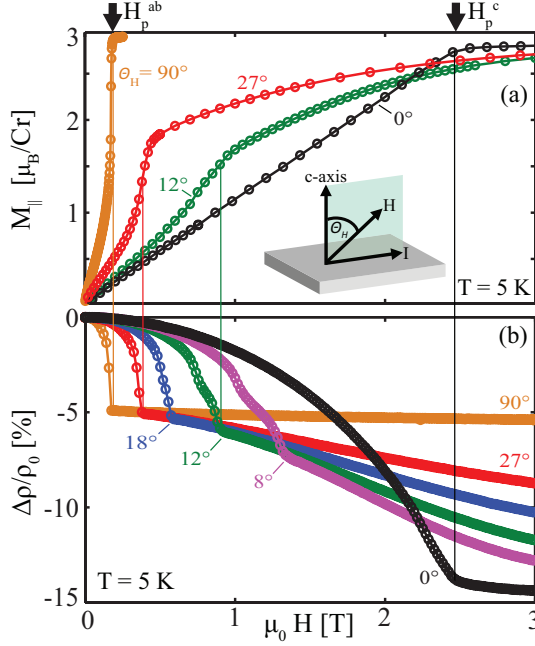 H_p^ab H_p^c
3
Θ_H = 90°
27°
(a)
0°
2
12°
c-axis
H
Θ_H
1
I
T = 5 K
0
M_∥ [μ_B/Cr]
0
(b)
90°
-5
18°
12°
27°
8°
-10
0°
T = 5 K
-15
Δρ/ρ_0 [%]
0 1 2 3
μ_0 H [T]